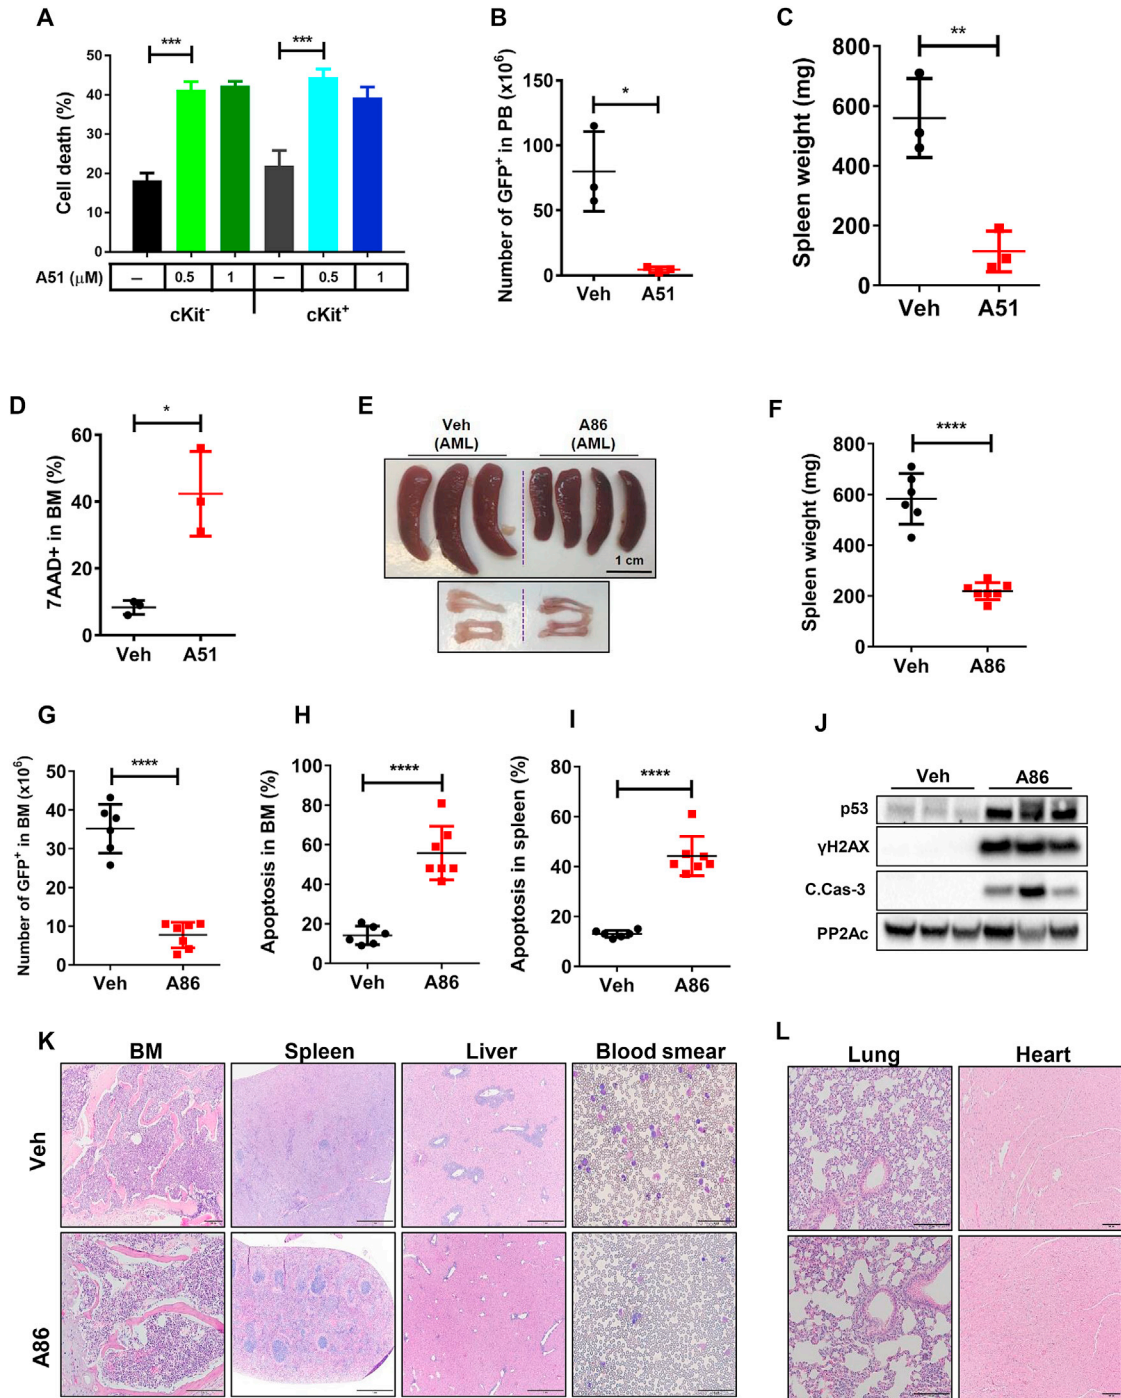 A
Cell death (%)
50
40
30
20
10
0
***
***
A51 (μM)
–
0.5
1
–
0.5
1
cKit-
cKit+
B
Number of GFP+ in PB (x10⁶)
150
100
50
0
*
Veh
A51
C
Spleen weight (mg)
800
600
400
200
0
**
Veh
A51
D
7AAD+ in BM (%)
60
40
20
0
*
Veh
A51
E
Veh
(AML)
A86
(AML)
1 cm
F
Spleen wieght (mg)
800
600
400
200
0
****
Veh
A86
G
Number of GFP+ in BM (x10⁶)
50
40
30
20
10
0
****
Veh
A86
H
Apoptosis in BM (%)
100
80
60
40
20
0
****
Veh
A86
I
Apoptosis in spleen (%)
80
60
40
20
0
****
Veh
A86
J
Veh
A86
p53
γH2AX
C.Cas-3
PP2Ac
K
BM
Spleen
Liver
Blood smear
Veh
A86
L
Lung
Heart